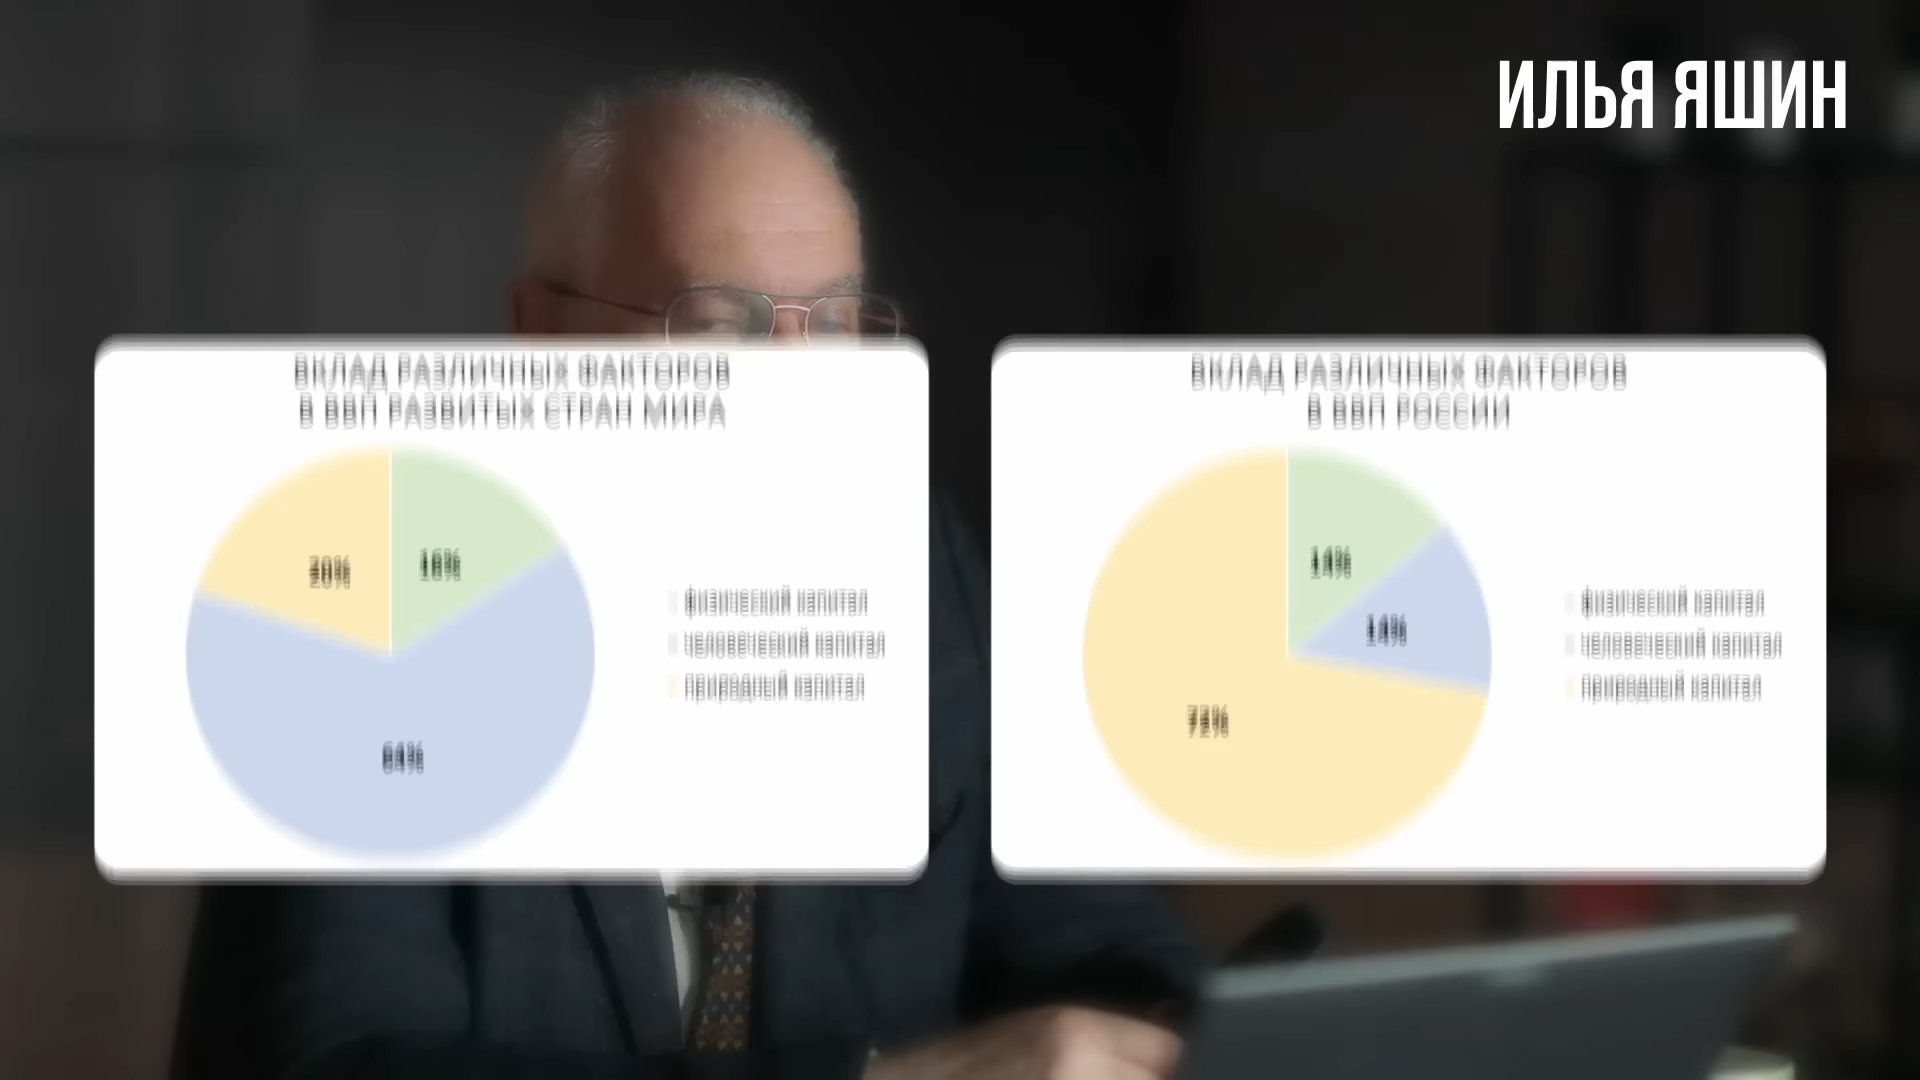 ИЛЬЯ ЯШИН
ВКЛАД РАЗЛИЧНЫХ ФАКТОРОВ
В ВВП РАЗВИТЫХ СТРАН МИРА
20%
16%
64%
физический капитал
человеческий капитал
природный капитал
ВКЛАД РАЗЛИЧНЫХ ФАКТОРОВ
В ВВП РОССИИ
14%
14%
72%
физический капитал
человеческий капитал
природный капитал